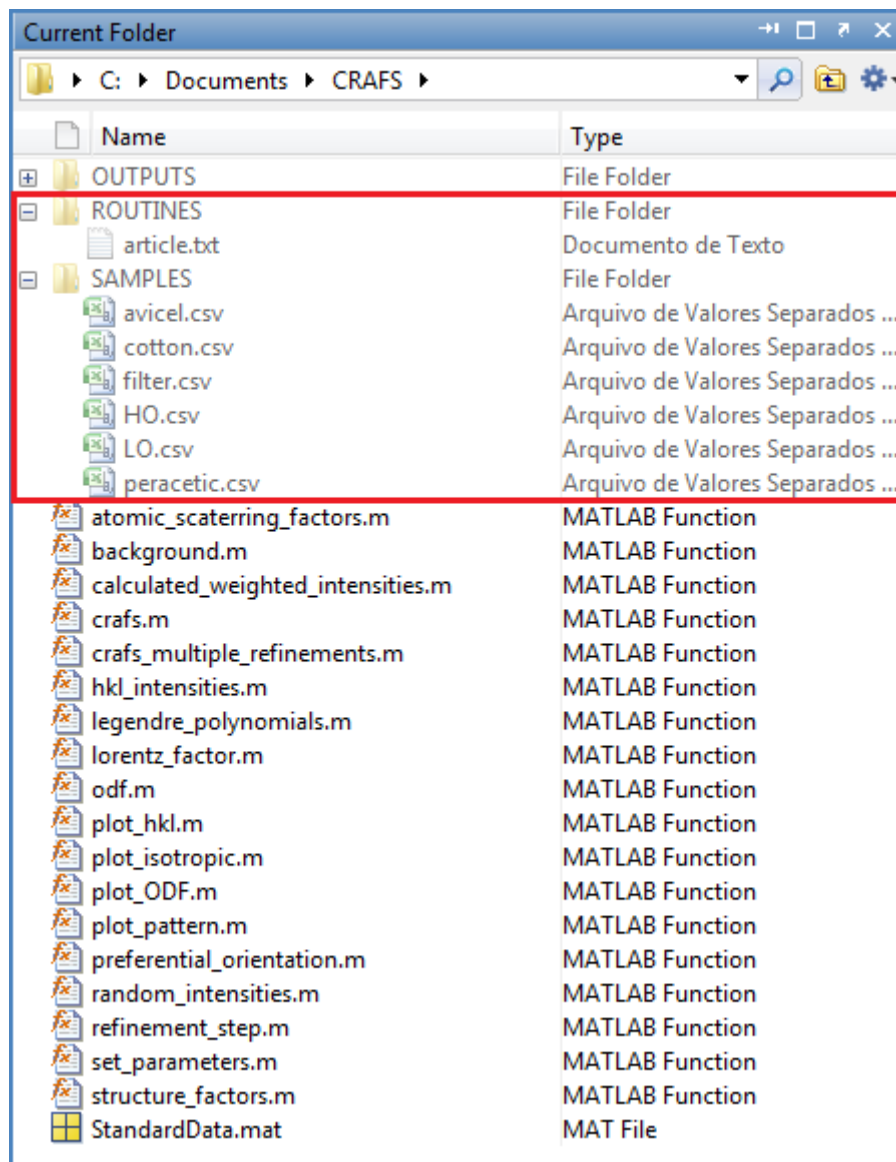 Current Folder
C: Documents CRAFS
Name Type
OUTPUTS File Folder
ROUTINES File Folder
article.txt Documento de Texto
SAMPLES File Folder
avicel.csv Arquivo de Valores Separados ...
cotton.csv Arquivo de Valores Separados ...
filter.csv Arquivo de Valores Separados ...
HO.csv Arquivo de Valores Separados ...
LO.csv Arquivo de Valores Separados ...
peracetic.csv Arquivo de Valores Separados ...
atomic_scaterring_factors.m MATLAB Function
background.m MATLAB Function
calculated_weighted_intensities.m MATLAB Function
crafs.m MATLAB Function
crafs_multiple_refinements.m MATLAB Function
hkl_intensities.m MATLAB Function
legendre_polynomials.m MATLAB Function
lorentz_factor.m MATLAB Function
odf.m MATLAB Function
plot_hkl.m MATLAB Function
plot_isotropic.m MATLAB Function
plot_ODF.m MATLAB Function
plot_pattern.m MATLAB Function
preferential_orientation.m MATLAB Function
random_intensities.m MATLAB Function
refinement_step.m MATLAB Function
set_parameters.m MATLAB Function
structure_factors.m MATLAB Function
StandardData.mat MAT File